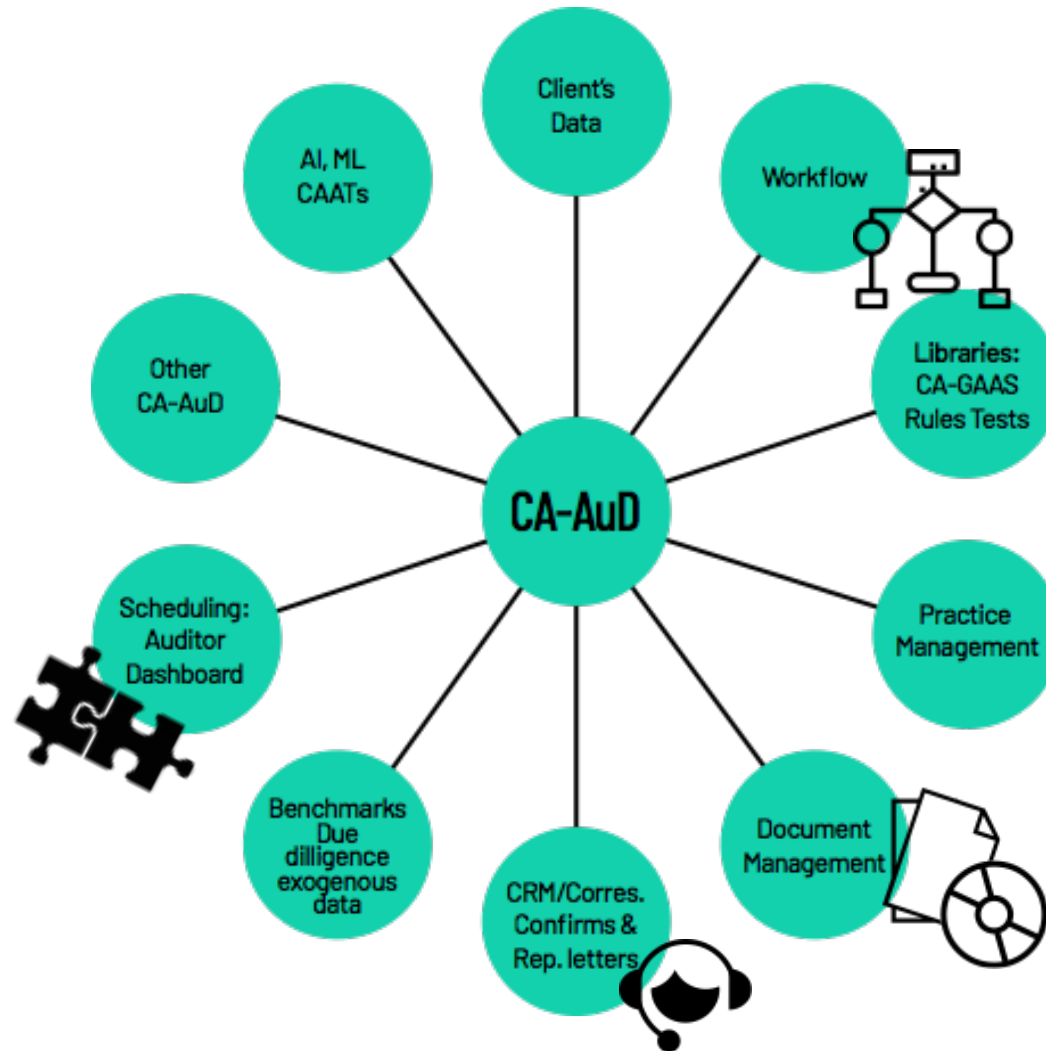 Client's
Data
AI, ML
CAATs
Workflow
Libraries:
CA-GAAS
Rules Tests
Other
CA-AuD
CA-AuD
Scheduling:
Auditor
Dashboard
Practice
Management
Benchmarks
Due
dilligence
exogenous
data
Document
Management
CRM/Corres.
Confirms &
Rep. letters